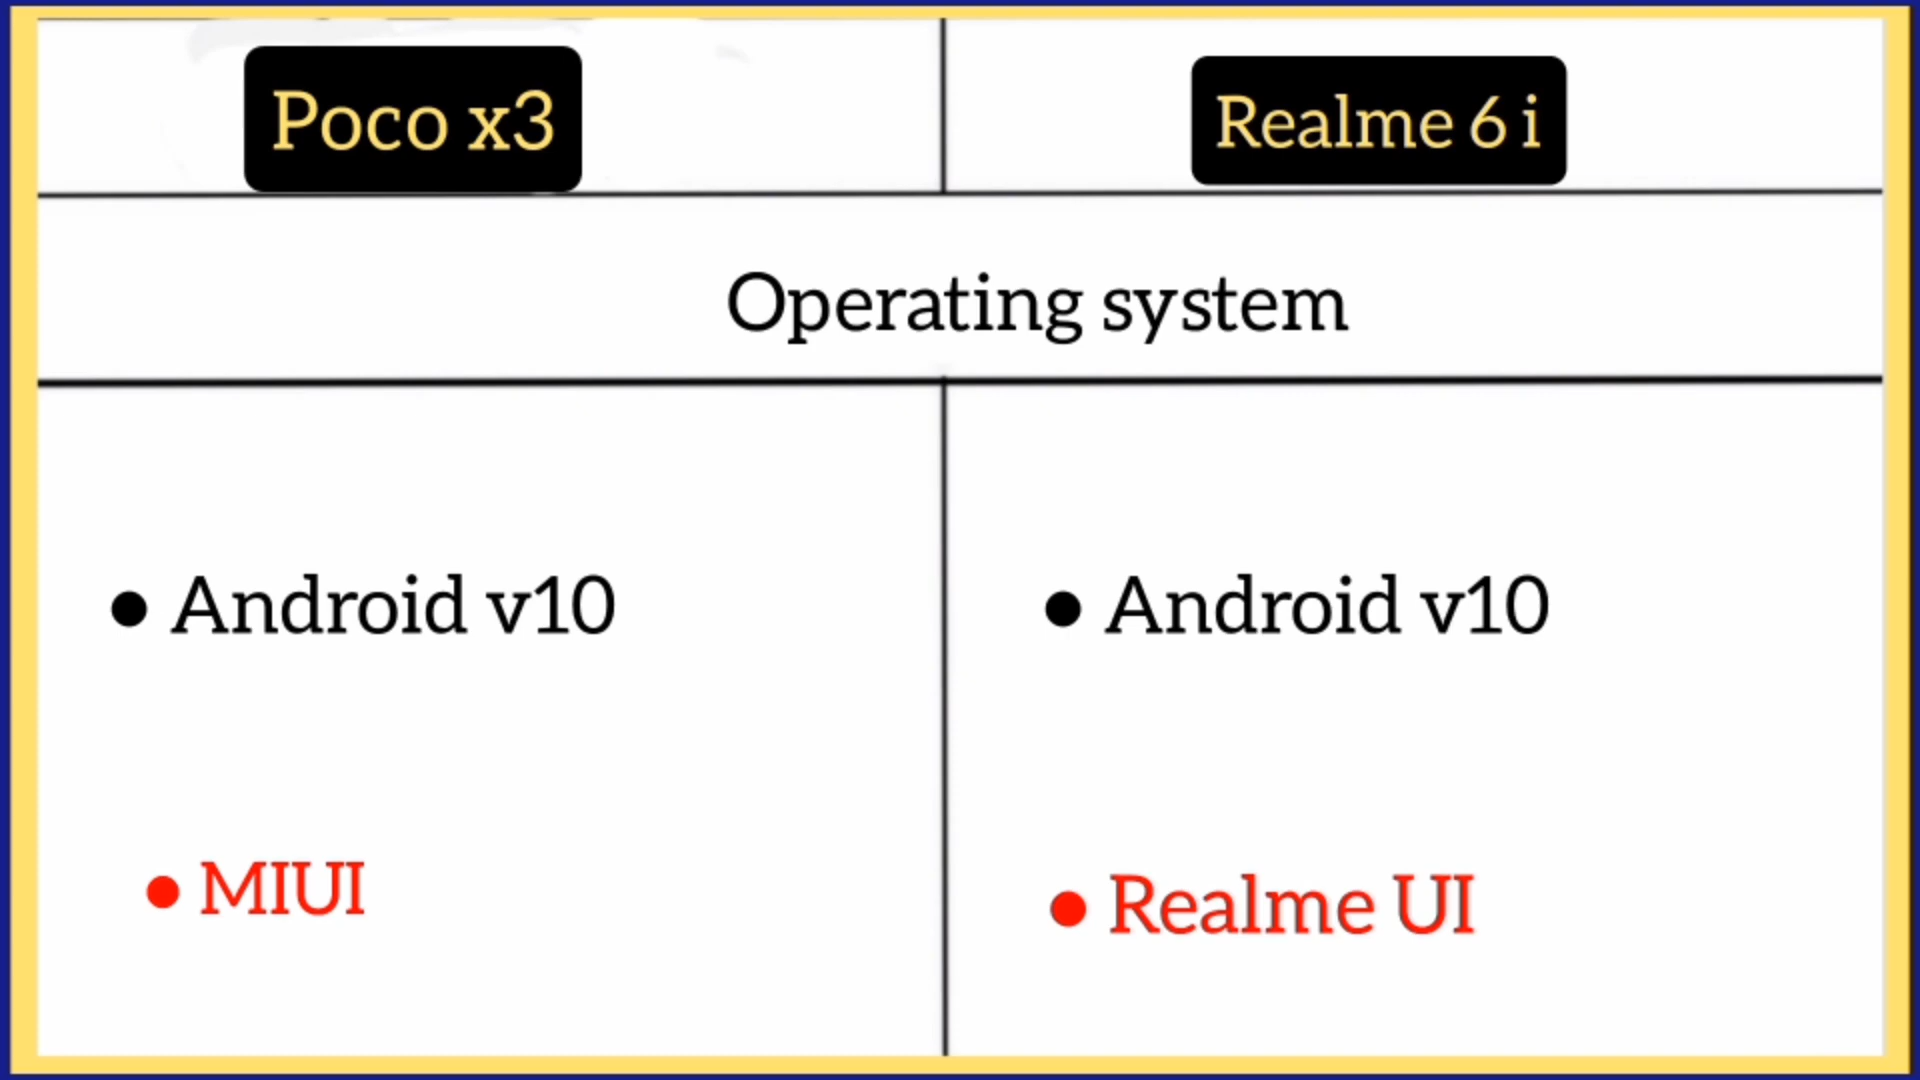 Poco x3
Realme 6 i
Operating system
• Android v10
• Android v10
• MIUI
• Realme UI